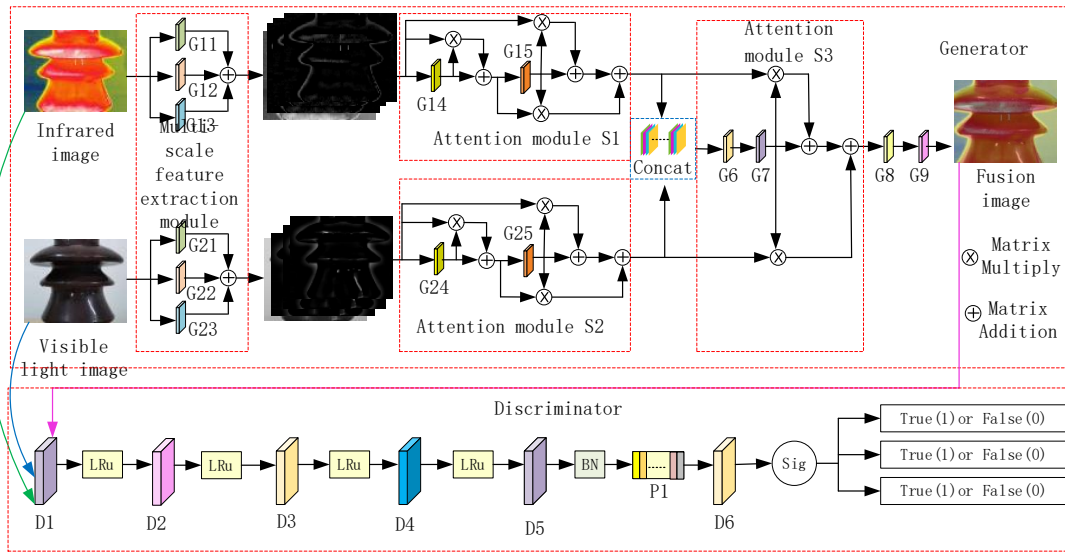 G11
G12
G13
Infrared
image
Multi
scale
feature
extraction
module
G21
G22
G23
Visible
light image
G14
G15
Attention module S1
G24
G25
Attention module S2
Concat
G6
G7
Attention
module S3
G8
G9
Generator
Fusion
image
Matrix
Multiply
Matrix
Addition
Discriminator
D1
LRu
D2
LRu
D3
LRu
D4
LRu
D5
BN
P1
D6
Sig
True(1)or False(0)
True(1)or False(0)
True(1)or False(0)